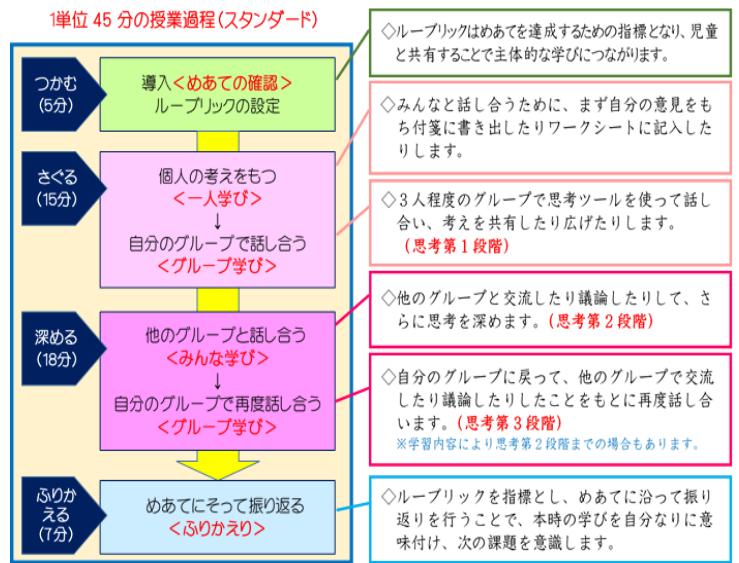 1単位 45 分の授業過程(スタンダード)
つかむ
(5分)
導入<めあての確認>
ルーブリックの設定
◇ルーブリックはめあてを達成するための指標となり、児童
と共有することで主体的な学びにつながります。
さぐる
(15分)
個人の考えをもつ
<一人学び>
↓
自分のグループで話し合う
<グループ学び>
◇みんなと話し合うために、まず自分の意見をも
ち付箋に書き出したりワークシートに記入した
りします。
◇3人程度のグループで思考ツールを使って話し
合い、考えを共有したり広げたりします。
(思考第1段階)
深める
(18分)
他のグループと話し合う
<みんな学び>
↓
自分のグループで再度話し合う
<グループ学び>
◇他のグループと交流したり議論したりして、さ
らに思考を深めます。(思考第2段階)
◇自分のグループに戻って、他のグループで交流
したり議論したりしたことをもとに再度話し合
います。(思考第3段階)
※学習内容により思考第2段階までの場合もあります。
ふりか
える
(7分)
めあてにそって振り返る
<ふりかえり>
◇ルーブリックを指標とし、めあてに沿って振り
返りを行うことで、本時の学びを自分なりに意
味付け、次の課題を意識します。